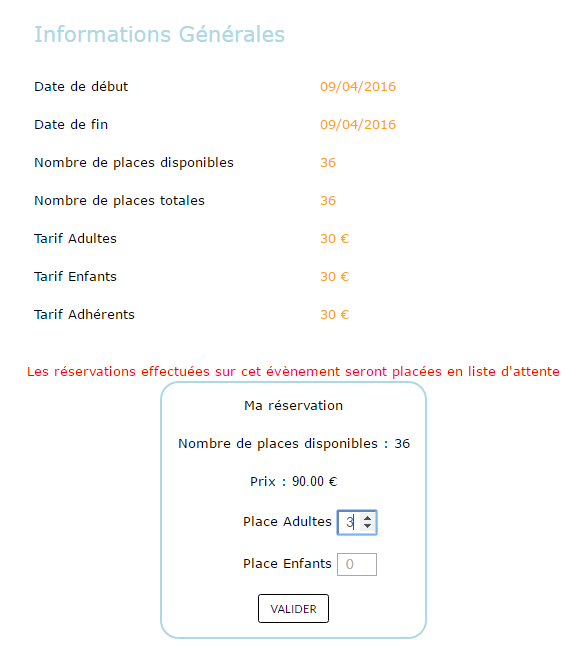 Informations Générales
Date de début 09/04/2016
Date de fin 09/04/2016
Nombre de places disponibles 36
Nombre de places totales 36
Tarif Adultes 30 €
Tarif Enfants 30 €
Tarif Adhérents 30 €
Les réservations effectuées sur cet évènement seront placées en liste d'attente
Ma réservation
Nombre de places disponibles : 36
Prix : 90.00 €
Place Adultes 3
Place Enfants 0
VALIDER